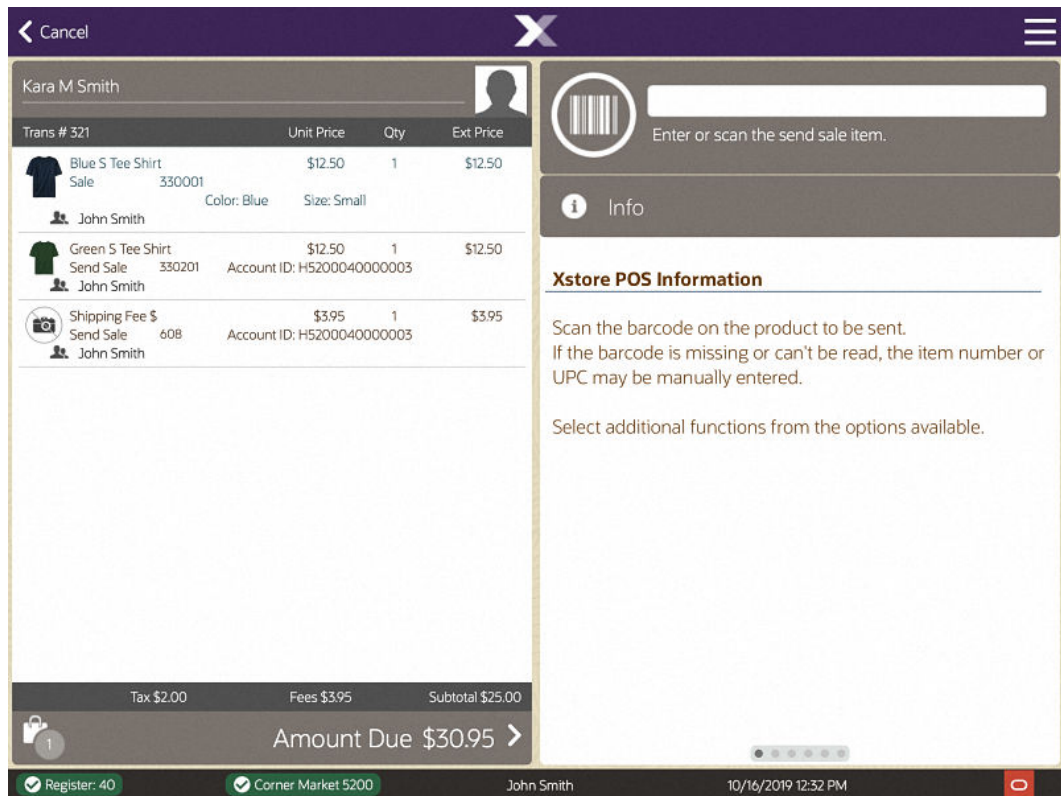 Cancel
Kara M Smith
Trans # 321 Unit Price Qty Ext Price
Blue S Tee Shirt $12.50 1 $12.50
Sale 330001
Color: Blue Size: Small
John Smith
Green S Tee Shirt $12.50 1 $12.50
Send Sale 330201 Account ID: H5200040000003
John Smith
Shipping Fee $ $3.95 1 $3.95
Send Sale 608 Account ID: H5200040000003
John Smith
Tax $2.00 Fees $3.95 Subtotal $25.00
1
Amount Due $30.95
Enter or scan the send sale item.
Info
Xstore POS Information
Scan the barcode on the product to be sent.
If the barcode is missing or can't be read, the item number or
UPC may be manually entered.
Select additional functions from the options available.
Register: 40 Corner Market 5200 John Smith 10/16/2019 12:32 PM